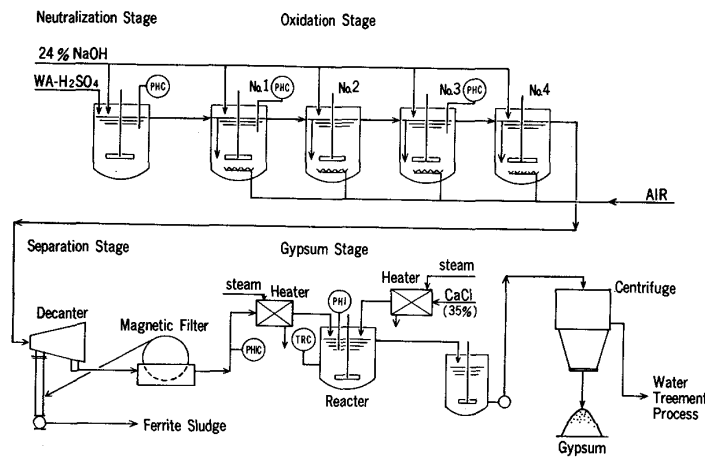 Neutralization Stage
Oxidation Stage
24 % NaOH
WA-H₂SO₄
PHC
No.1
PHC
No.2
No.3
PHC
No.4
AIR
Separation Stage
Gypsum Stage
steam
Heater
Heater
steam
CaCl
(35%)
Centrifuge
Decanter
Magnetic Filter
PHI
PHIC
TRC
Reacter
Water
Treement
Process
Ferrite Sludge
Gypsum